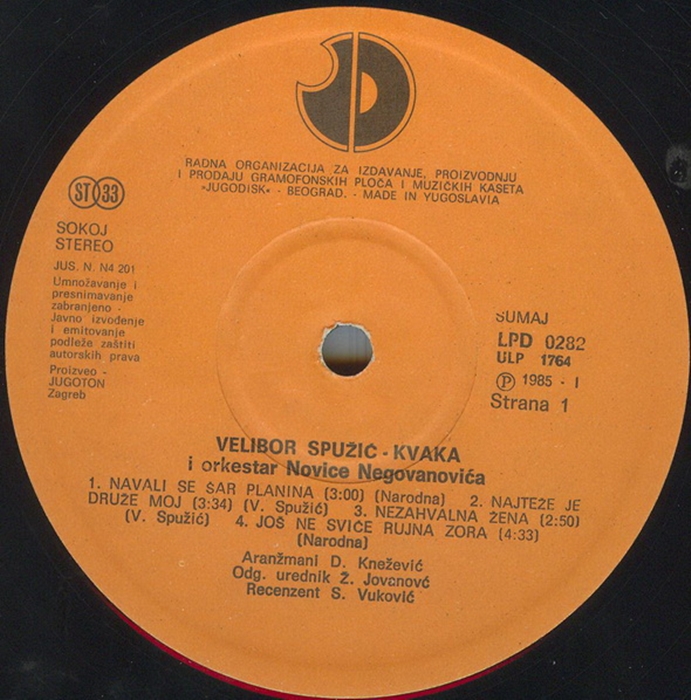 RADNA ORGANIZACIJA ZA IZDAVANJE, PROIZVODNJU
I PRODAJU GRAMOFONSKIH PLOČA I MUZIČKIH KASETA
»JUGODISK« - BEOGRAD. - MADE IN YUGOSLAVIA
ST 33
SOKOJ
STEREO
JUS. N. N4 201
Umnožavanje i
presnimavanje
zabranjeno -
Javno izvođenje
i emitovanje
podleže zaštiti
autorskih prava
Proizveo -
JUGOTON
Zagreb
SUMAJ
LPD 0282
ULP 1764
Ⓟ 1985 - I
Strana 1
VELIBOR SPUŽIĆ - KVAKA
i orkestar Novice Negovanovića
1. NAVALI SE ŠAR PLANINA (3:00) (Narodna) 2. NAJTEŽE JE
DRUŽE MOJ (3:34) (V. Spužić) 3. NEZAHVALNA ŽENA (2:50)
(V. Spužić) 4. JOŠ NE SVIĆE RUJNA ZORA (4:33)
(Narodna)
Aranžmani D. Knežević
Odg. urednik Ž. Jovanovć
Recenzent S. Vuković